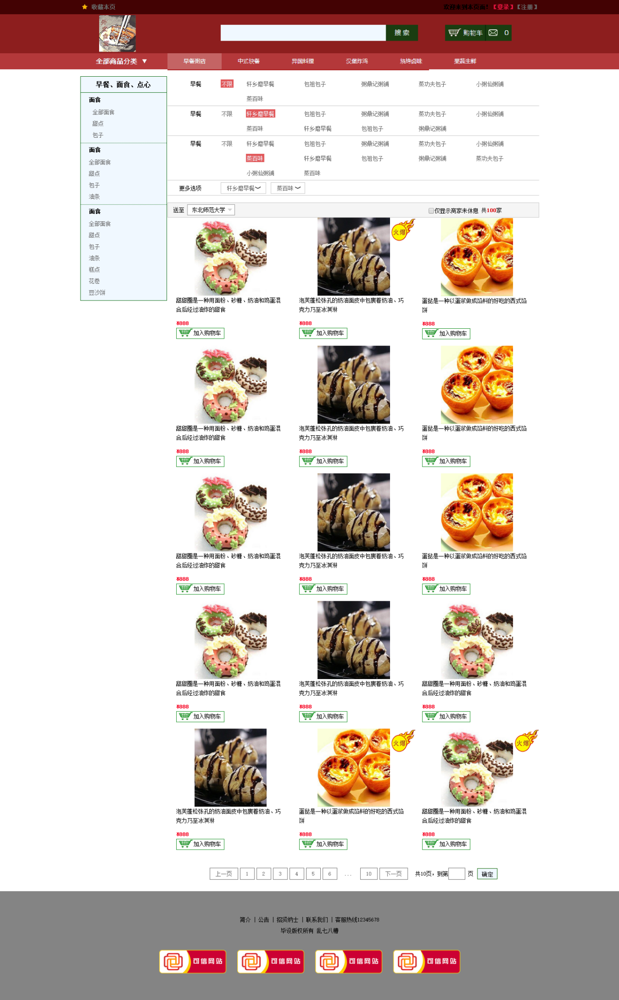 收藏本页
欢迎来到本页面！【登录】【注册】
外卖食堂
搜 索
购物车 0
全部商品分类 ▼ 早餐粥店 中式快餐 异国料理 汉堡炸鸡 烧烤卤味 果蔬生鲜
早餐、面食、点心
面食
全部面食
甜点
包子
面食
全部面食
甜点
包子
油条
面食
全部面食
甜点
包子
油条
糕点
花卷
豆沙饼
早餐 不限 轩乡磨早餐 包祖包子 粥鼎记粥铺 蒸功夫包子 小粥仙粥铺
蒸百味
早餐 不限 轩乡磨早餐 包祖包子 粥鼎记粥铺 蒸功夫包子 小粥仙粥铺
蒸百味 轩乡磨早餐 包祖包子 粥鼎记粥铺
早餐 不限 轩乡磨早餐 包祖包子 粥鼎记粥铺 蒸功夫包子 小粥仙粥铺
蒸百味 轩乡磨早餐 包祖包子 粥鼎记粥铺 蒸功夫包子
小粥仙粥铺 蒸百味
更多选项 轩乡磨早餐 蒸百味
送至 东北师范大学 仅显示商家未休息 共100家
火爆
甜甜圈是一种用面粉、砂糖、奶油和鸡蛋混
合后经过油炸的甜食
¥888
加入购物车
泡芙蓬松张孔的奶油面皮中包裹着奶油、巧
克力乃至冰淇淋
¥888
加入购物车
蛋挞是一种以蛋浆做成馅料的好吃的西式馅
饼
¥888
加入购物车
甜甜圈是一种用面粉、砂糖、奶油和鸡蛋混
合后经过油炸的甜食
¥888
加入购物车
泡芙蓬松张孔的奶油面皮中包裹着奶油、巧
克力乃至冰淇淋
¥888
加入购物车
蛋挞是一种以蛋浆做成馅料的好吃的西式馅
饼
¥888
加入购物车
甜甜圈是一种用面粉、砂糖、奶油和鸡蛋混
合后经过油炸的甜食
¥888
加入购物车
泡芙蓬松张孔的奶油面皮中包裹着奶油、巧
克力乃至冰淇淋
¥888
加入购物车
蛋挞是一种以蛋浆做成馅料的好吃的西式馅
饼
¥888
加入购物车
甜甜圈是一种用面粉、砂糖、奶油和鸡蛋混
合后经过油炸的甜食
¥888
加入购物车
泡芙蓬松张孔的奶油面皮中包裹着奶油、巧
克力乃至冰淇淋
¥888
加入购物车
甜甜圈是一种用面粉、砂糖、奶油和鸡蛋混
合后经过油炸的甜食
¥888
加入购物车
泡芙蓬松张孔的奶油面皮中包裹着奶油、巧
克力乃至冰淇淋
¥888
加入购物车
火爆
蛋挞是一种以蛋浆做成馅料的好吃的西式馅
饼
¥888
加入购物车
火爆
甜甜圈是一种用面粉、砂糖、奶油和鸡蛋混
合后经过油炸的甜食
¥888
加入购物车
上一页 1 2 3 4 5 6 ... 10 下一页 共10页，到第 页 确定
简介 | 公告 | 招贤纳士 | 联系我们 | 客服热线12345678
毕设版权所有 乱七八糟
可信网站 可信网站 可信网站 可信网站